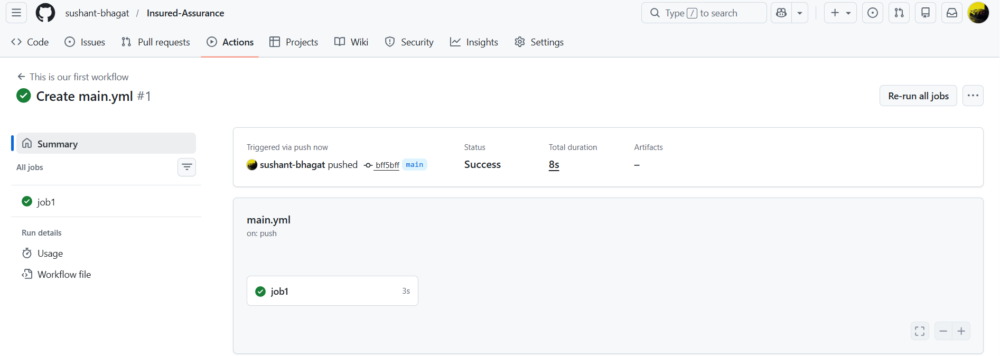 sushant-bhagat / Insured-Assurance
Type / to search
Code Issues Pull requests Actions Projects Wiki Security Insights Settings
This is our first workflow
Create main.yml #1
Re-run all jobs
Summary
All jobs
job1
Run details
Usage
Workflow file
Triggered via push now
sushant-bhagat pushed bff5bff main
Status
Success
Total duration
8s
Artifacts
–
main.yml
on: push
job1 3s